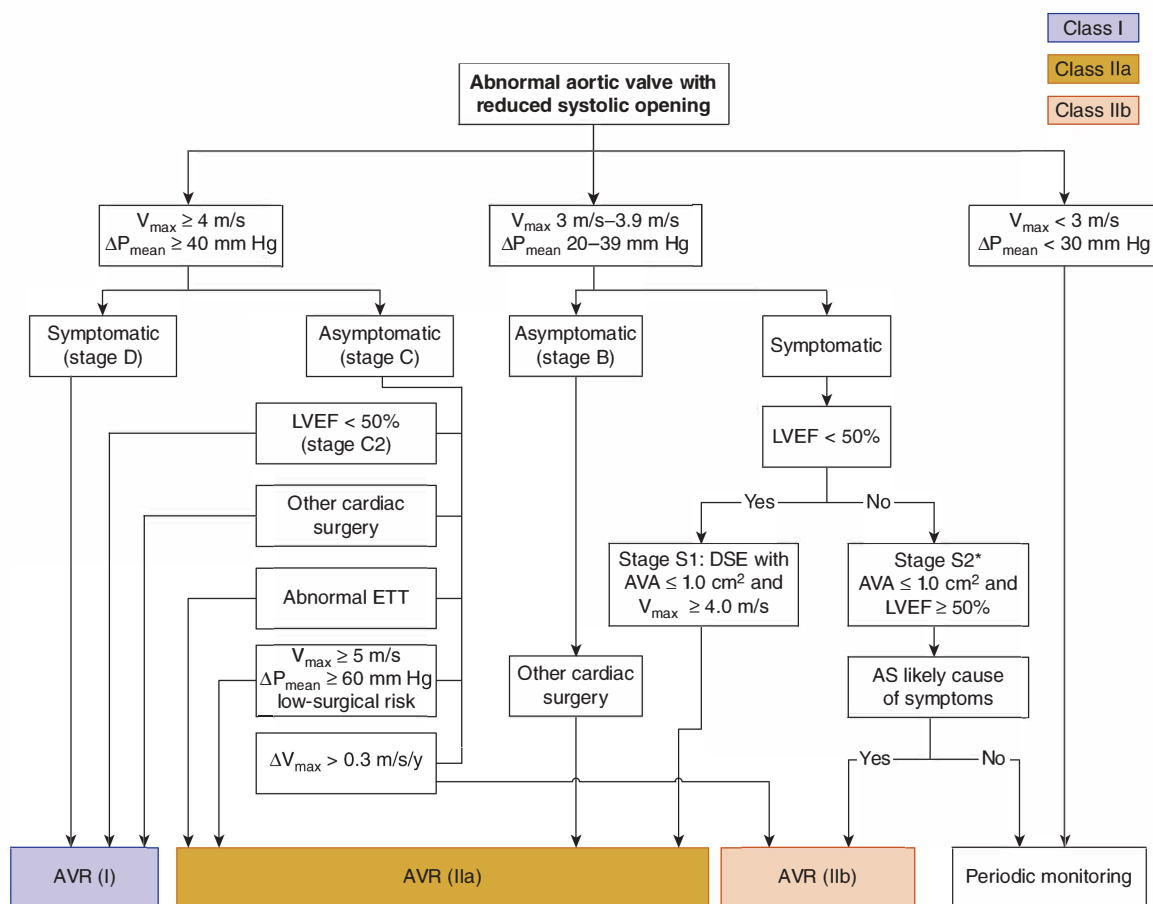 Class I
Class IIa
Class IIb
Abnormal aortic valve with
reduced systolic opening
Vmax ≥ 4 m/s
ΔPmean ≥ 40 mm Hg
Vmax 3 m/s–3.9 m/s
ΔPmean 20–39 mm Hg
Vmax < 3 m/s
ΔPmean < 30 mm Hg
Symptomatic
(stage D)
Asymptomatic
(stage C)
Asymptomatic
(stage B)
Symptomatic
LVEF < 50%
(stage C2)
LVEF < 50%
Other cardiac
surgery
Yes
No
Stage S1: DSE with
AVA ≤ 1.0 cm² and
Vmax ≥ 4.0 m/s
Stage S2*
AVA ≤ 1.0 cm² and
LVEF ≥ 50%
Abnormal ETT
Vmax ≥ 5 m/s
ΔPmean ≥ 60 mm Hg
low-surgical risk
Other cardiac
surgery
AS likely cause
of symptoms
ΔVmax > 0.3 m/s/y
Yes
No
AVR (I)
AVR (IIa)
AVR (IIb)
Periodic monitoring